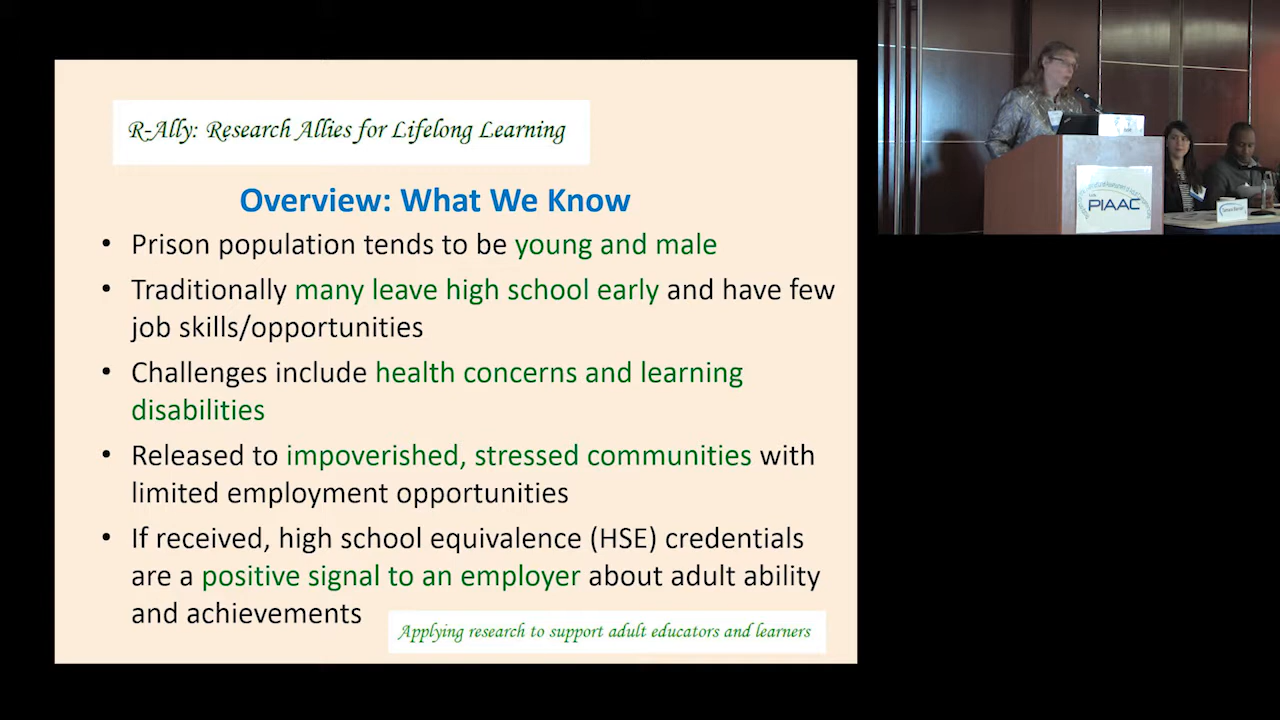 R-Ally: Research Allies for Lifelong Learning
Overview: What We Know
• Prison population tends to be young and male
• Traditionally many leave high school early and have few
job skills/opportunities
• Challenges include health concerns and learning
disabilities
• Released to impoverished, stressed communities with
limited employment opportunities
• If received, high school equivalence (HSE) credentials
are a positive signal to an employer about adult ability
and achievements
Applying research to support adult educators and learners
PIAAC